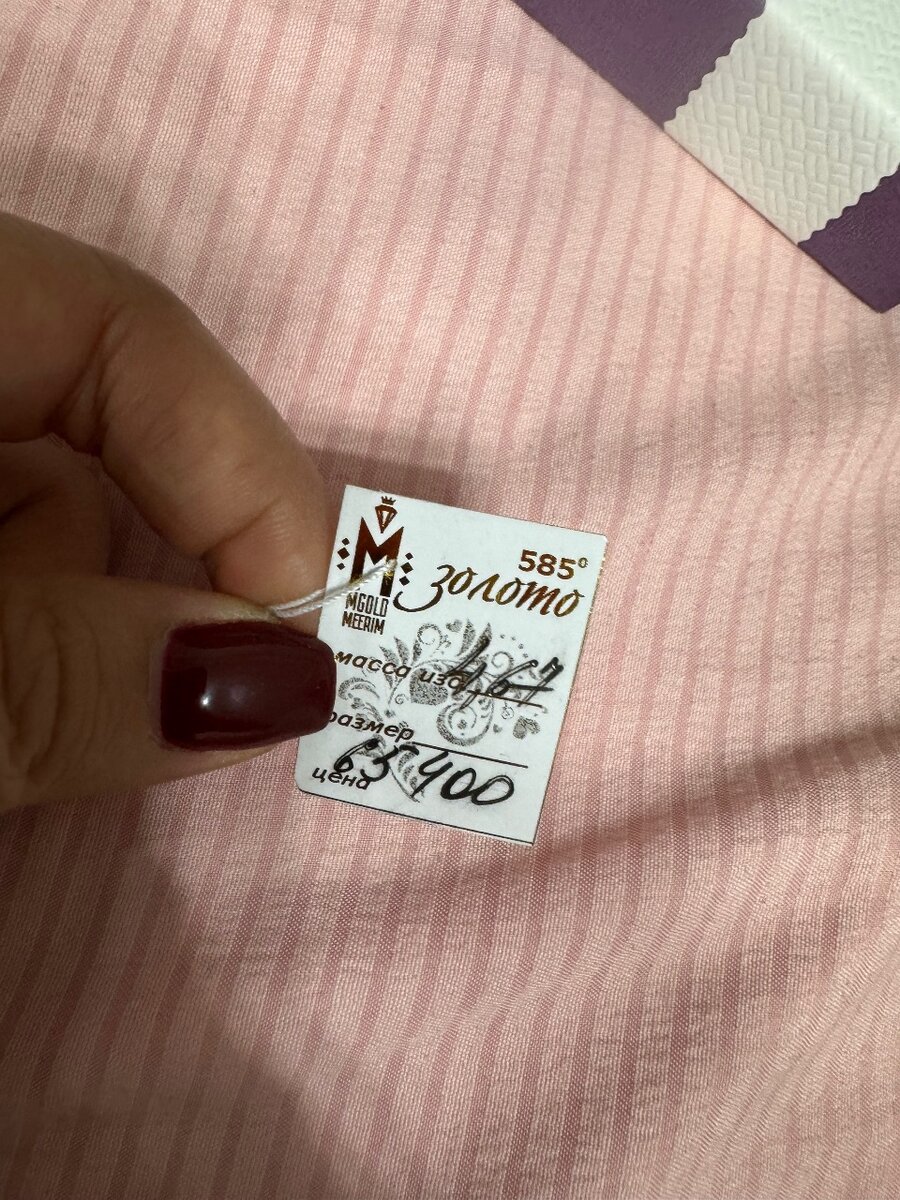 585°
золото
M
MGOLD
MEERIM
масса изд 4,67
размер
цена 65400